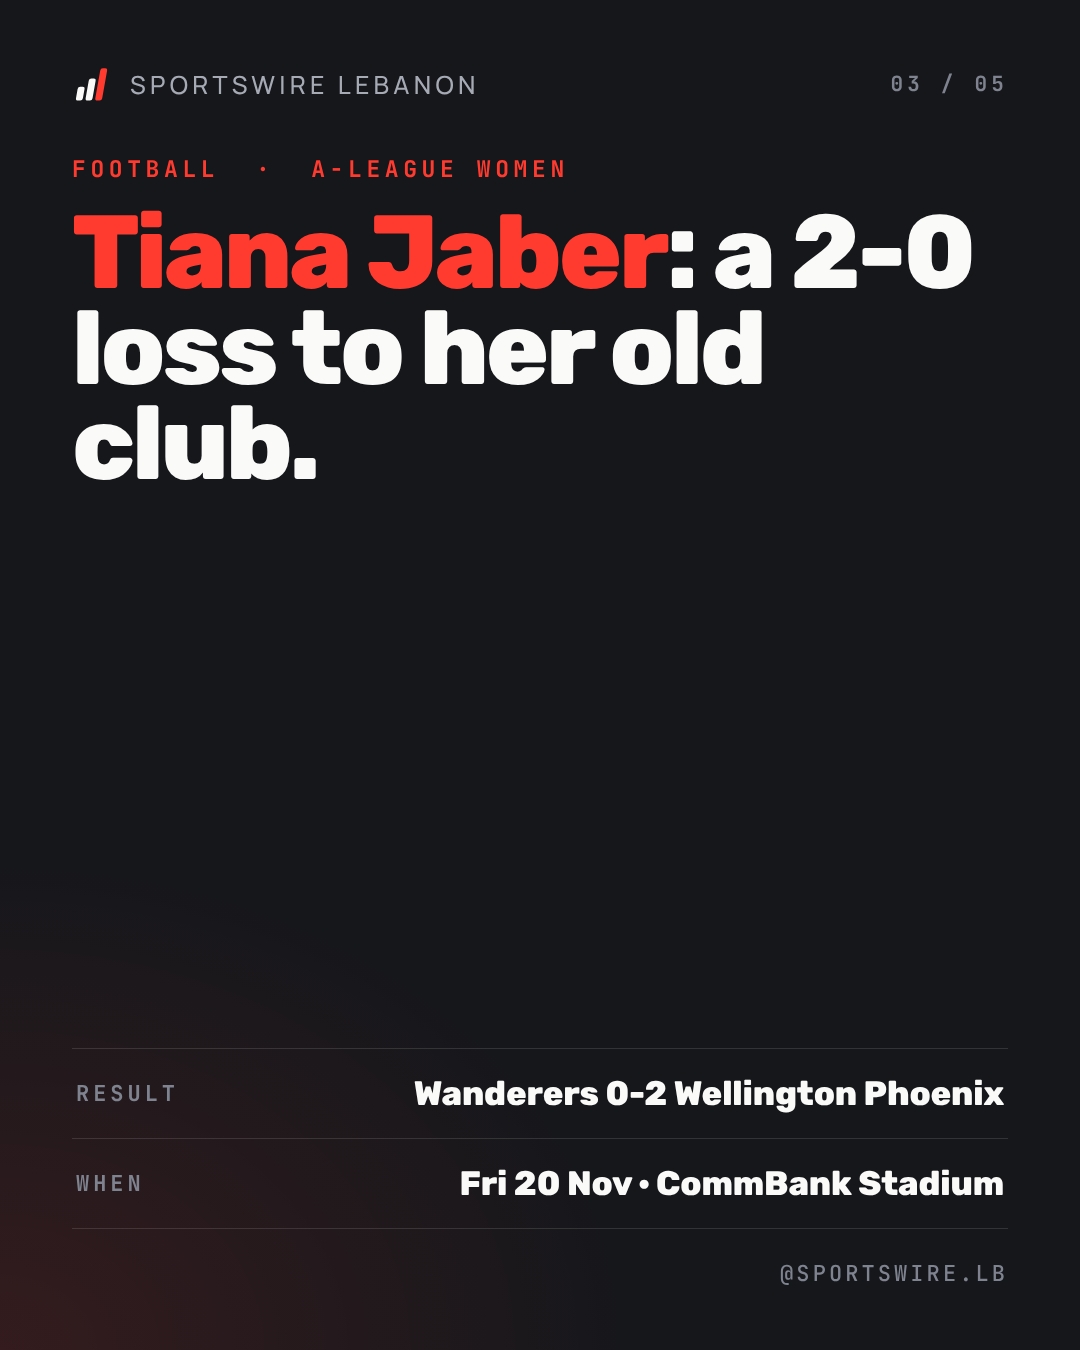 SPORTSWIRE LEBANON
03 / 05
FOOTBALL · A-LEAGUE WOMEN
Tiana Jaber: a 2-0
loss to her old
club.
RESULT
Wanderers 0-2 Wellington Phoenix
WHEN
Fri 20 Nov • CommBank Stadium
@SPORTSWIRE.LB